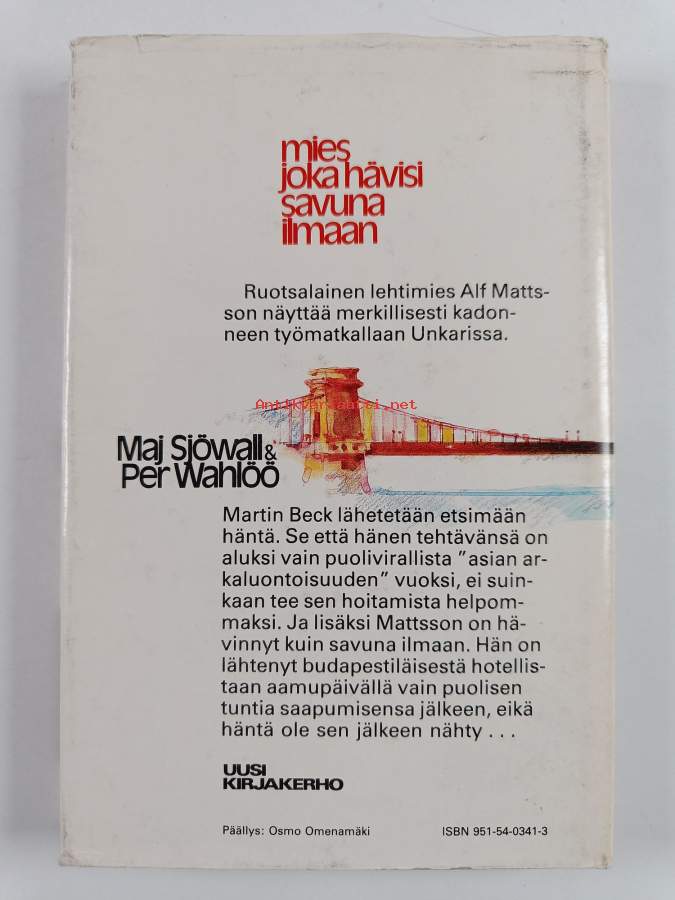 mies
joka hävisi
savuna
ilmaan
Ruotsalainen lehtimies Alf Matts-
son näyttää merkillisesti kadon-
neen työmatkallaan Unkarissa.
Antikvariaatti.net
Maj Sjöwall &
Per Wahlöö
Martin Beck lähetetään etsimään
häntä. Se että hänen tehtävänsä on
aluksi vain puolivirallista ”asian ar-
kaluontoisuuden” vuoksi, ei suin-
kaan tee sen hoitamista helpom-
maksi. Ja lisäksi Mattsson on hä-
vinnyt kuin savuna ilmaan. Hän on
lähtenyt budapestiläisestä hotellis-
taan aamupäivällä vain puolisen
tuntia saapumisensa jälkeen, eikä
häntä ole sen jälkeen nähty . . .
UUSI
KIRJAKERHO
Päällys: Osmo Omenamäki ISBN 951-54-0341-3